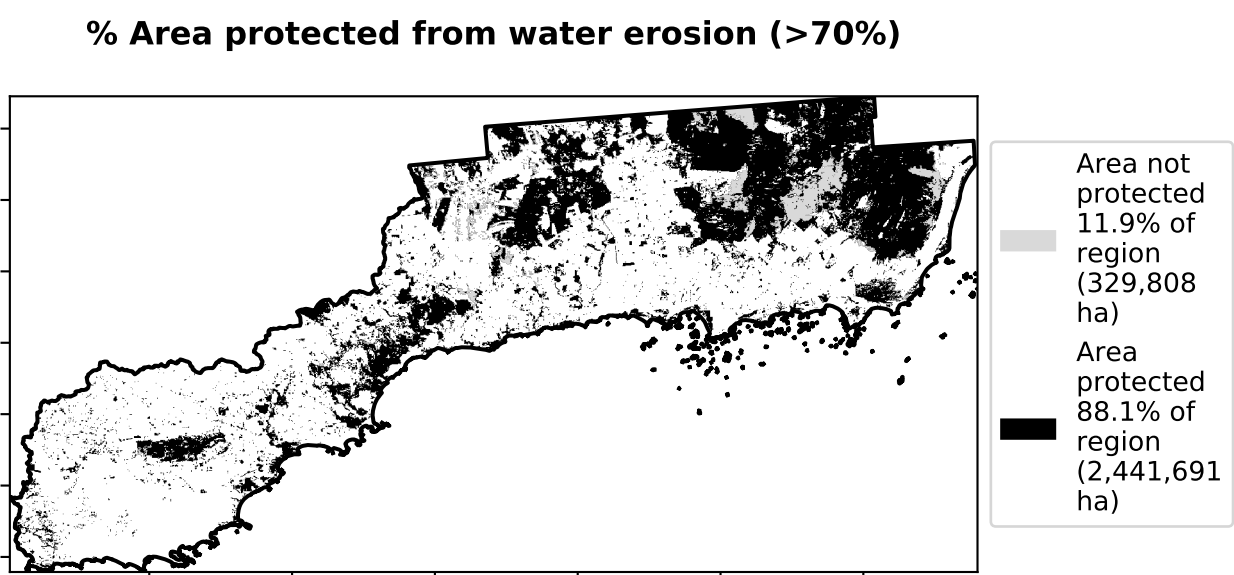 % Area protected from water erosion (>70%)
Area not
protected
11.9% of
region
(329,808
ha)
Area
protected
88.1% of
region
(2,441,691
ha)